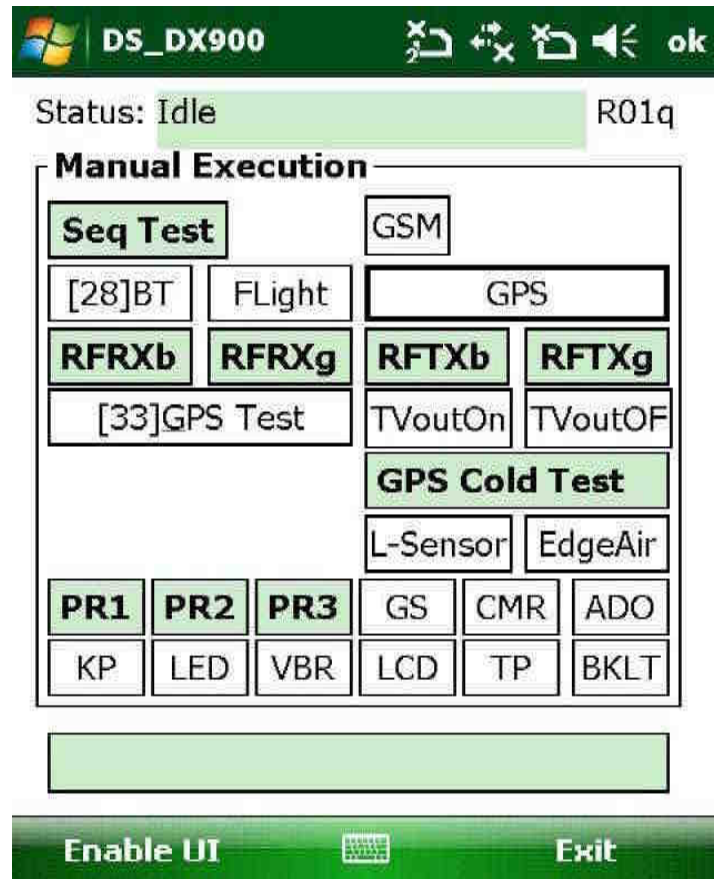 DS_DX900 2 ok
Status: Idle R01q
Manual Execution
Seq Test GSM
[28]BT FLight GPS
RFRXb RFRXg RFTXb RFTXg
[33]GPS Test TVoutOn TVoutOF
GPS Cold Test
L-Sensor EdgeAir
PR1 PR2 PR3 GS CMR ADO
KP LED VBR LCD TP BKLT
Enable UI Exit